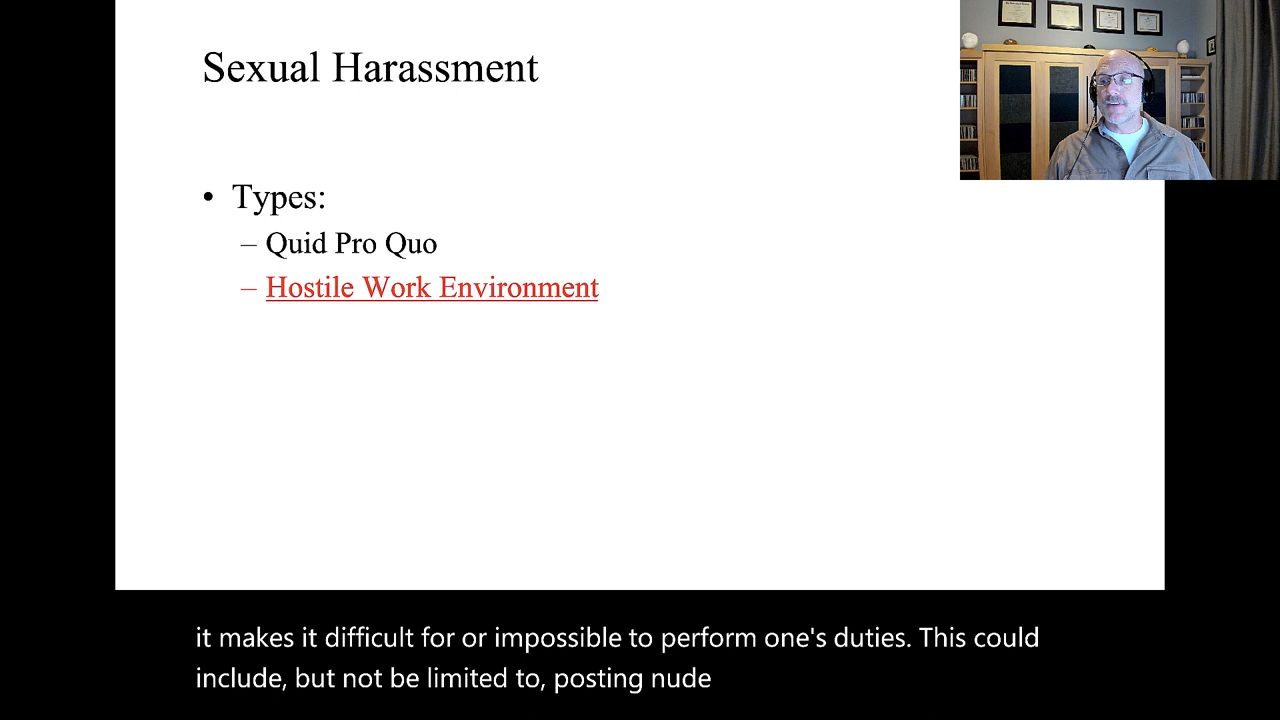 Sexual Harassment
• Types:
– Quid Pro Quo
– Hostile Work Environment
it makes it difficult for or impossible to perform one's duties. This could
include, but not be limited to, posting nude